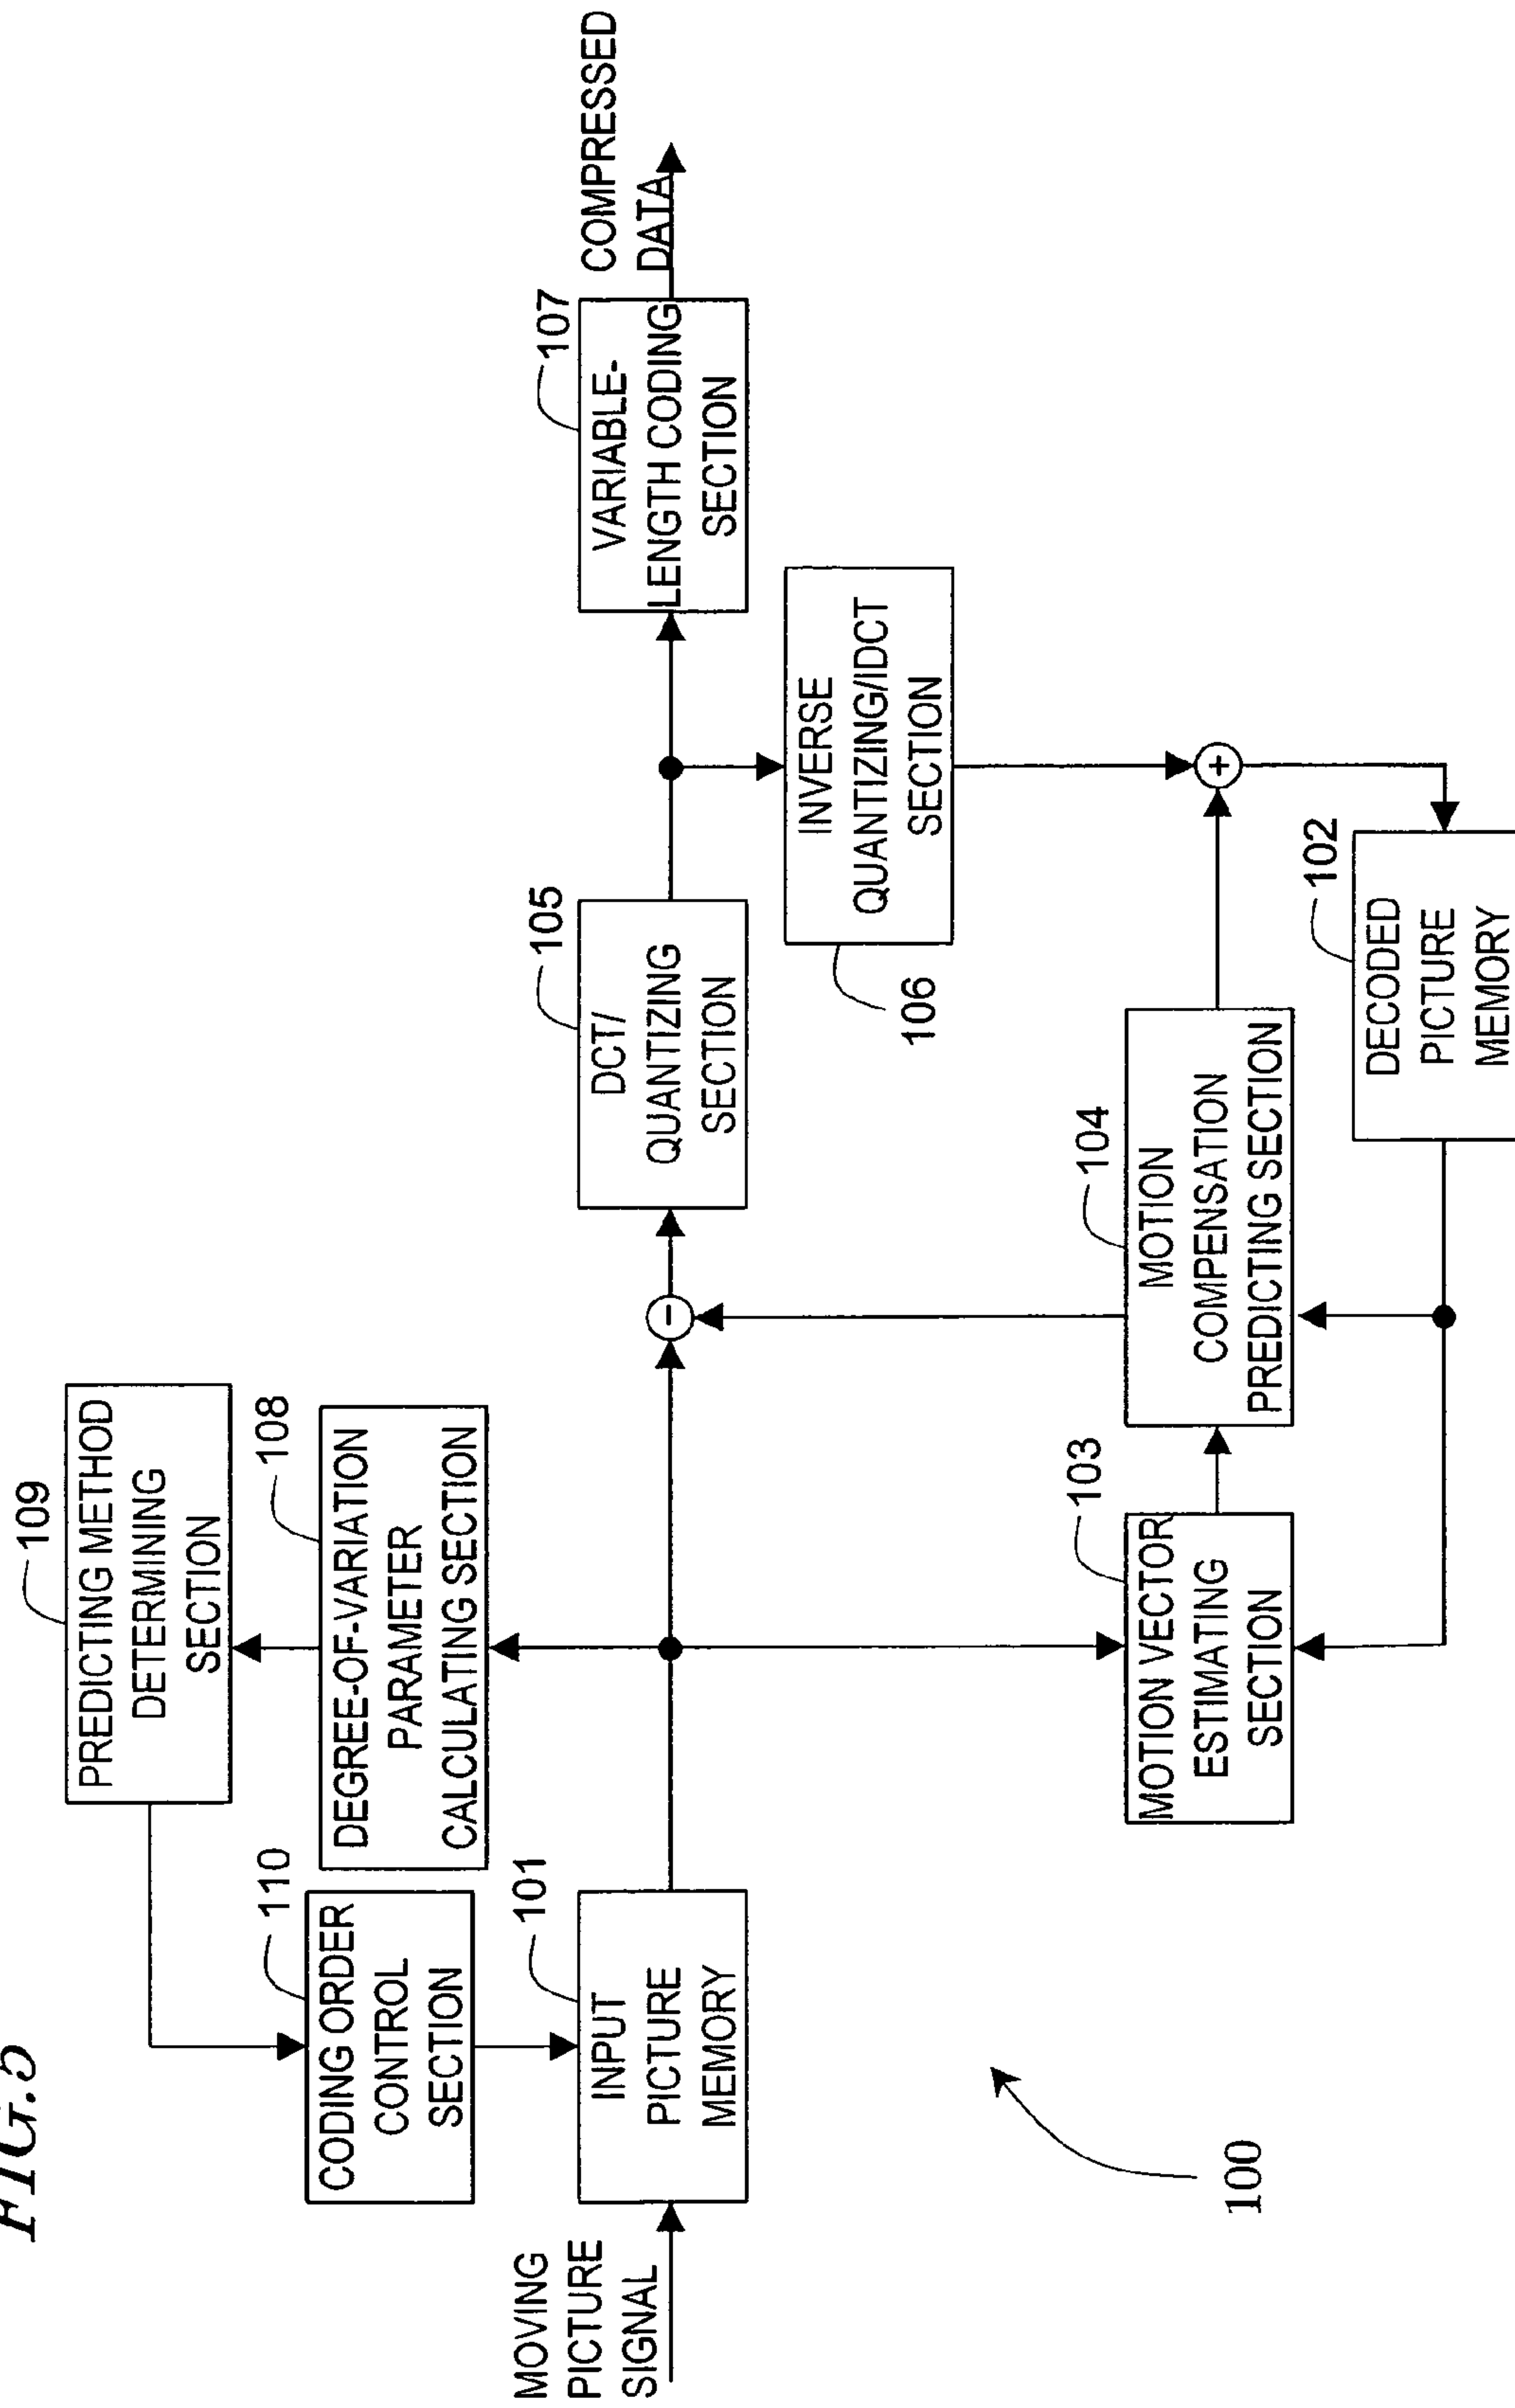 FIG.5
109
PREDICTING METHOD
DETERMINING
SECTION
110
CODING ORDER
CONTROL
SECTION
108
DEGREE-OF-VARIATION
PARAMETER
CALCULATING SECTION
MOVING
PICTURE
SIGNAL
101
INPUT
PICTURE
MEMORY
-
105
DCT/
QUANTIZING
SECTION
107
VARIABLE-
LENGTH CODING
SECTION
COMPRESSED
DATA
INVERSE
QUANTIZING/IDCT
SECTION
106
+
103
MOTION VECTOR
ESTIMATING
SECTION
104
MOTION
COMPENSATION
PREDICTING SECTION
102
DECODED
PICTURE
MEMORY
100